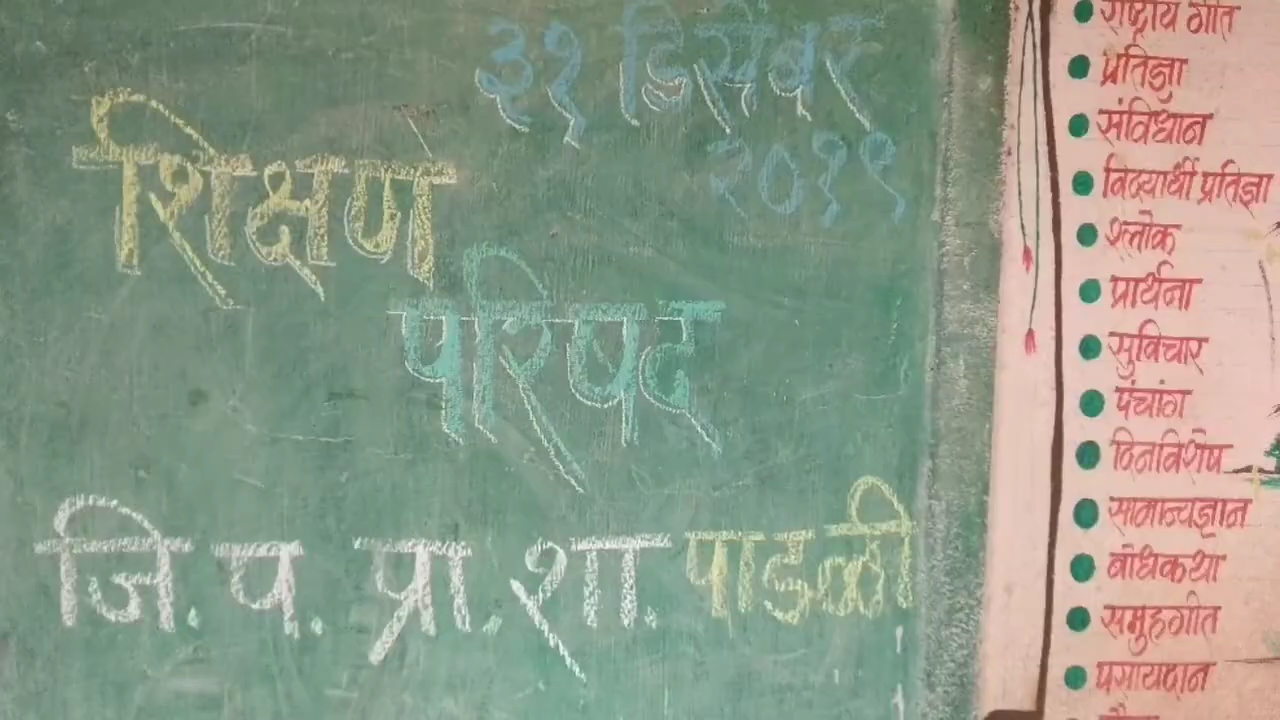 ३१ डिसेंबर
२०१९
शिक्षण
परिषद
जि. प. प्रा. शा. पाडळी
राष्ट्रीय गीत
प्रतिज्ञा
संविधान
विद्यार्थी प्रतिज्ञा
श्लोक
प्रार्थना
सुविचार
पंचांग
दिनविशेष
सामान्यज्ञान
बोधकथा
समुहगीत
पसायदान